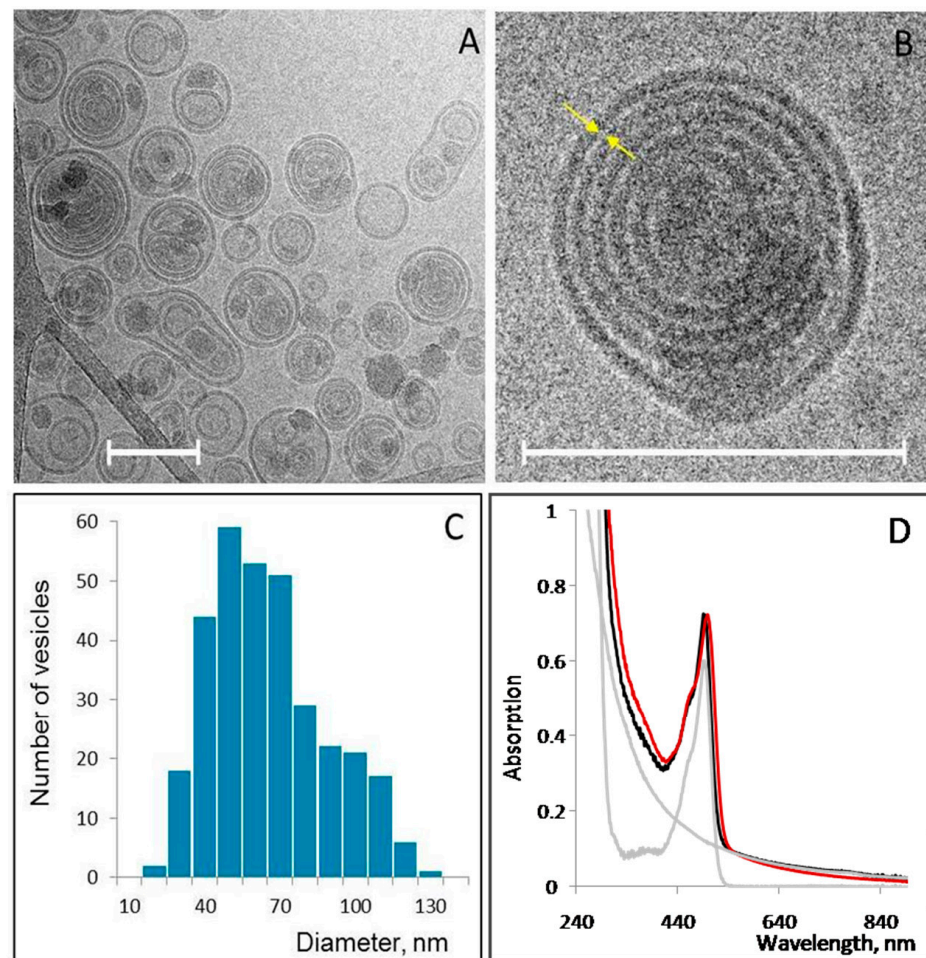 A
B
C
60
50
40
30
20
10
0
Number of vesicles
10 40 70 100 130
Diameter, nm
D
1
0.8
0.6
0.4
0.2
0
Absorption
240 440 640 840
Wavelength, nm